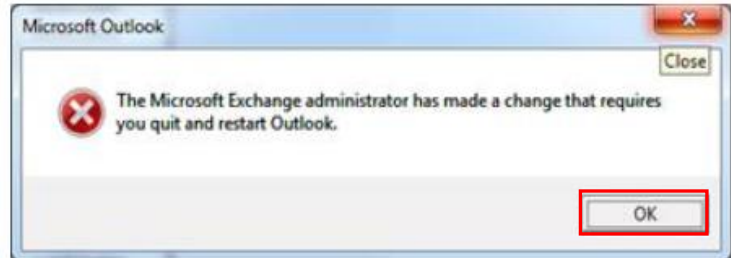 Microsoft Outlook
Close
The Microsoft Exchange administrator has made a change that requires
you quit and restart Outlook.
OK